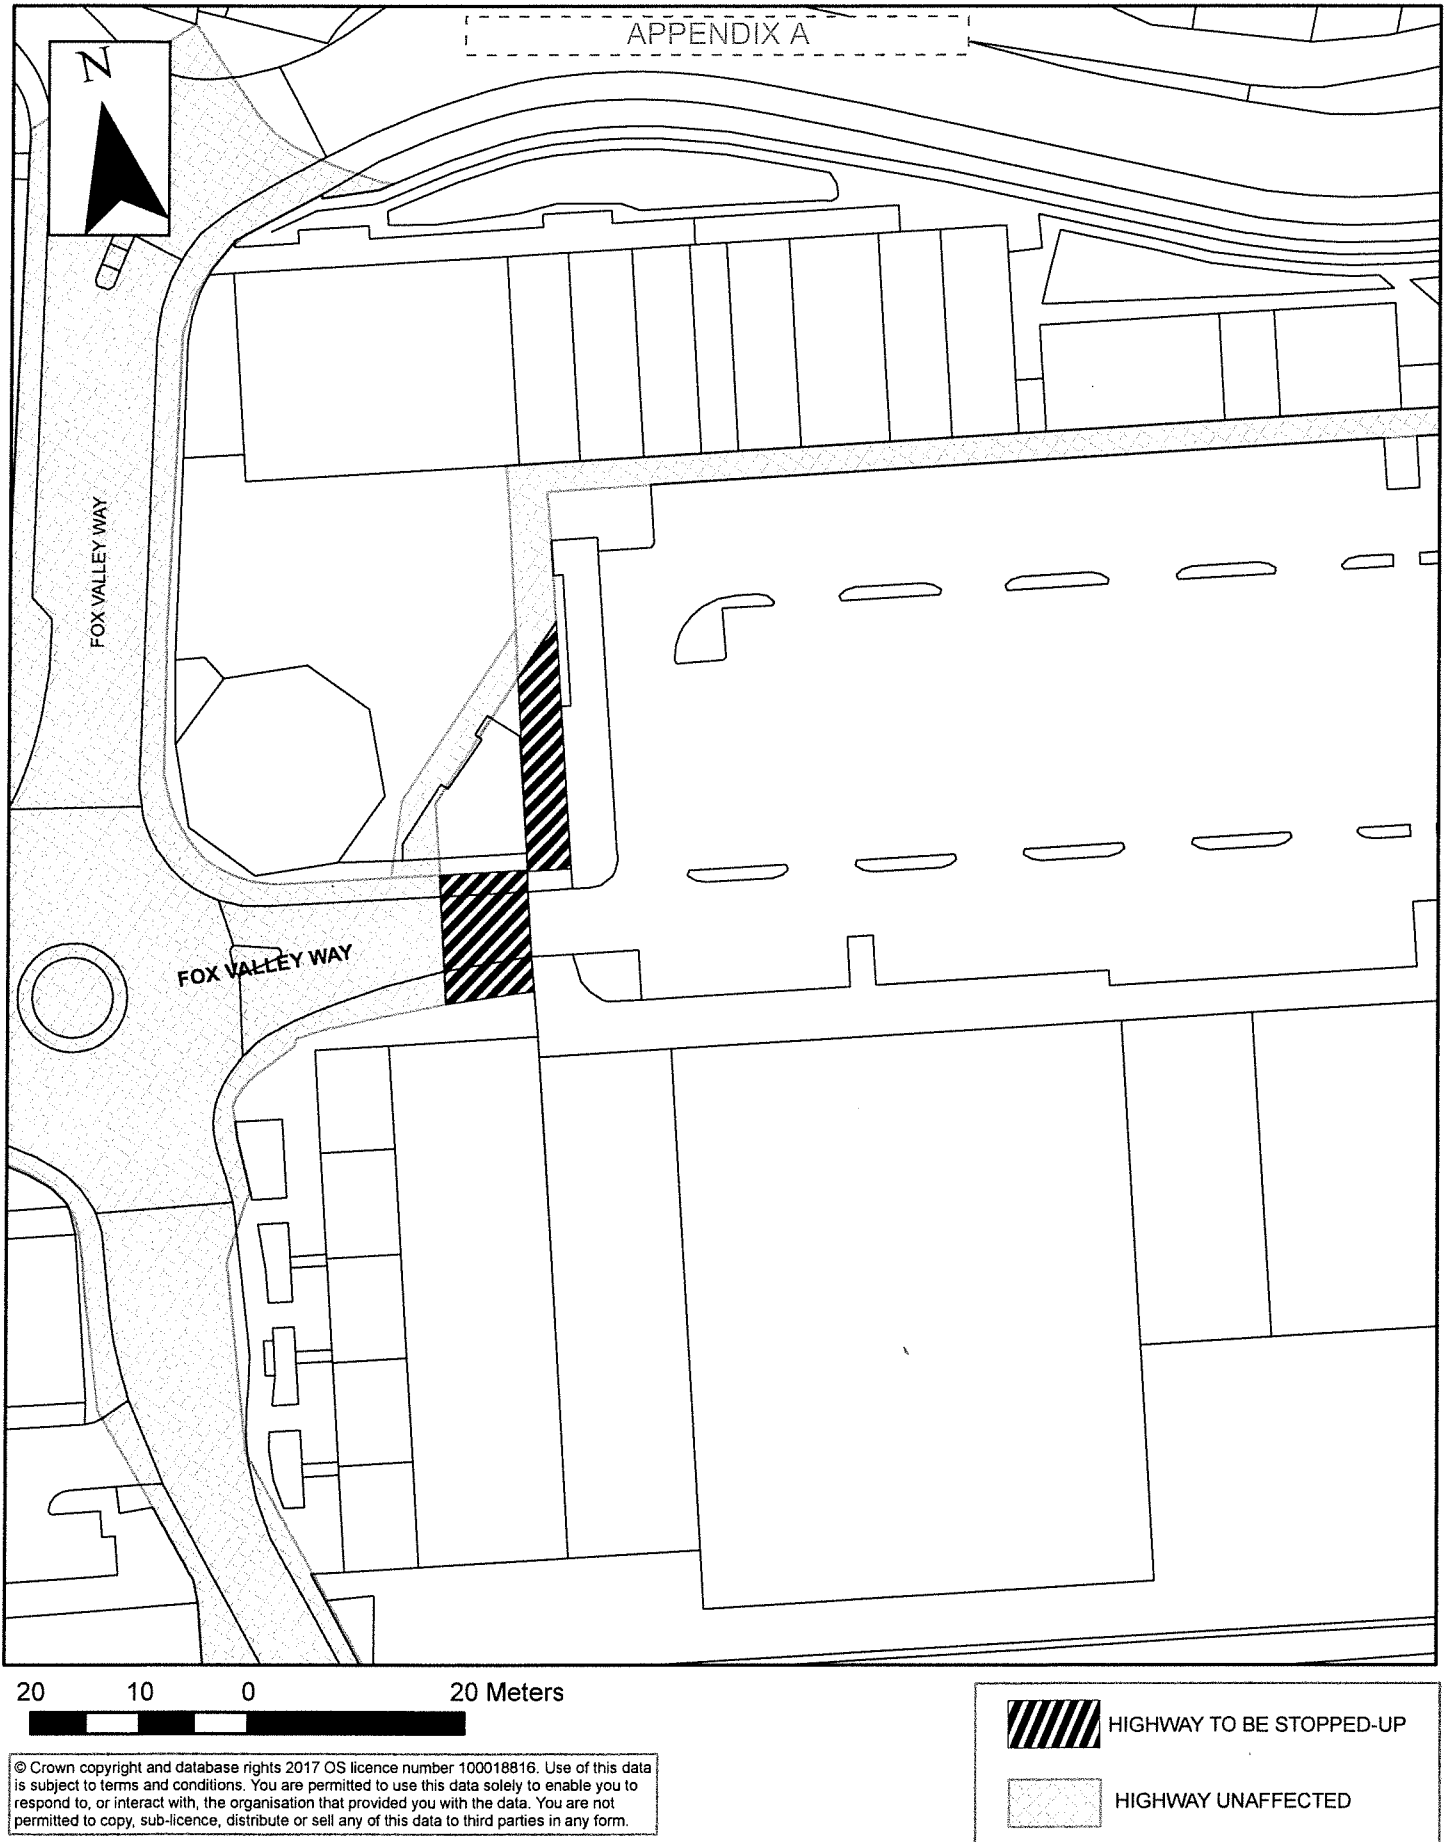 APPENDIX A
N
FOX VALLEY WAY
FOX VALLEY WAY
20 10 0 20 Meters
HIGHWAY TO BE STOPPED-UP
HIGHWAY UNAFFECTED
© Crown copyright and database rights 2017 OS licence number 100018816. Use of this data
is subject to terms and conditions. You are permitted to use this data solely to enable you to
respond to, or interact with, the organisation that provided you with the data. You are not
permitted to copy, sub-licence, distribute or sell any of this data to third parties in any form.